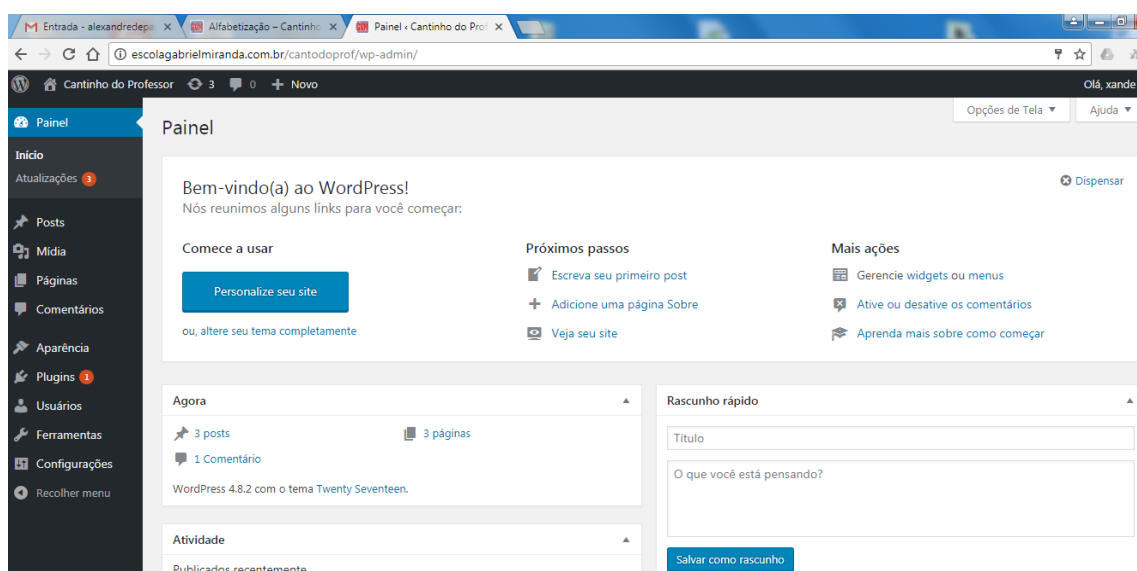 Entrada - alexandredepa
Alfabetização – Cantinho
Painel ‹ Cantinho do Prof
escolagabrielmiranda.com.br/cantodoprof/wp-admin/
Cantinho do Professor 3 0 + Novo
Olá, xande
Opções de Tela
Ajuda
Painel
Início
Atualizações 3
Posts
Mídia
Páginas
Comentários
Aparência
Plugins 1
Usuários
Ferramentas
Configurações
Recolher menu
Painel
Bem-vindo(a) ao WordPress!
Nós reunimos alguns links para você começar:
Dispensar
Comece a usar
Personalize seu site
ou, altere seu tema completamente
Próximos passos
Escreva seu primeiro post
Adicione uma página Sobre
Veja seu site
Mais ações
Gerencie widgets ou menus
Ative ou desative os comentários
Aprenda mais sobre como começar
Agora
3 posts
3 páginas
1 Comentário
WordPress 4.8.2 com o tema Twenty Seventeen.
Atividade
Publicados recentemente
Rascunho rápido
Título
O que você está pensando?
Salvar como rascunho